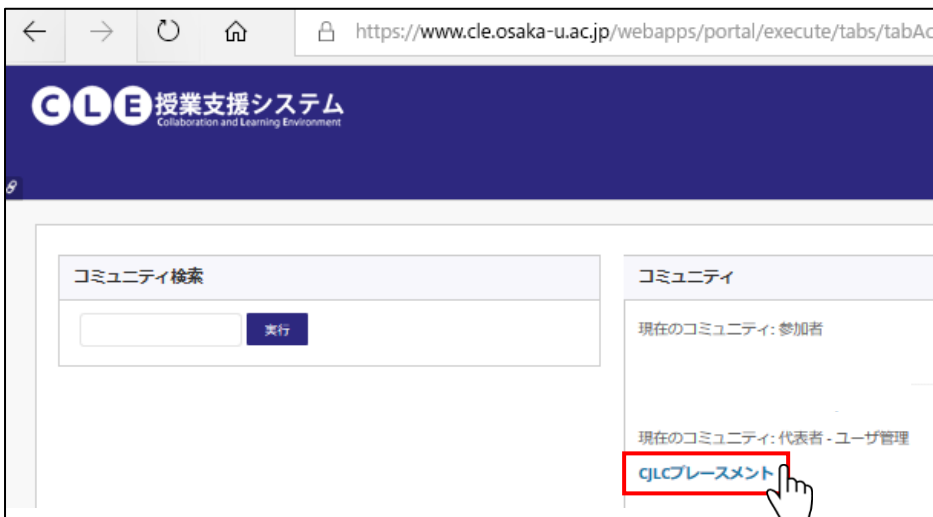 https://www.cle.osaka-u.ac.jp/webapps/portal/execute/tabs/tabAc
CLE授業支援システム
Collaboration and Learning Environment
コミュニティ検索
実行
コミュニティ
現在のコミュニティ: 参加者
現在のコミュニティ: 代表者 - ユーザ管理
CJLCプレースメント